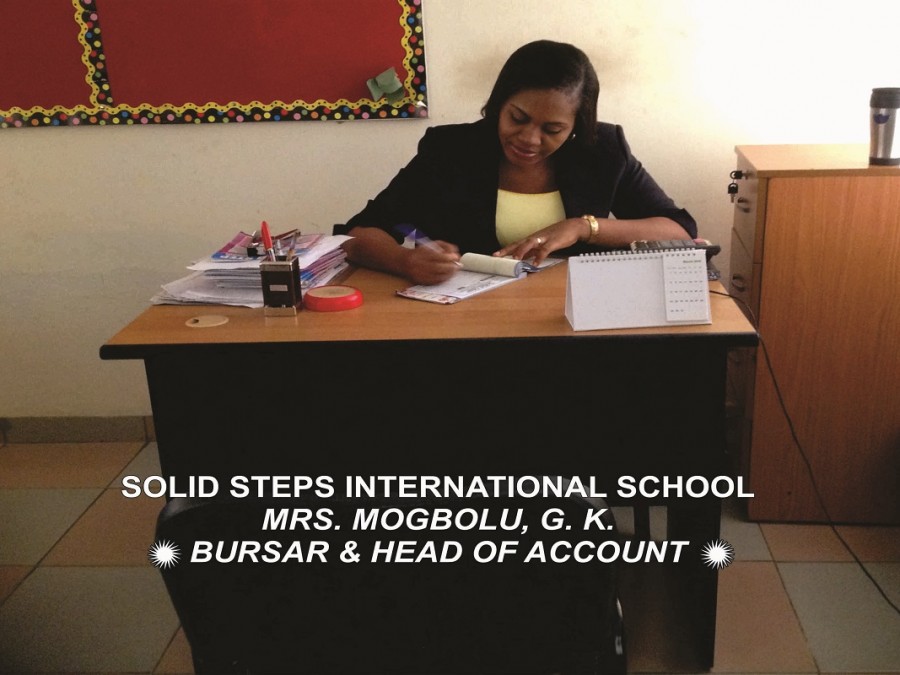 SOLID STEPS INTERNATIONAL SCHOOL
MRS. MOGBOLU, G. K.
BURSAR & HEAD OF ACCOUNT